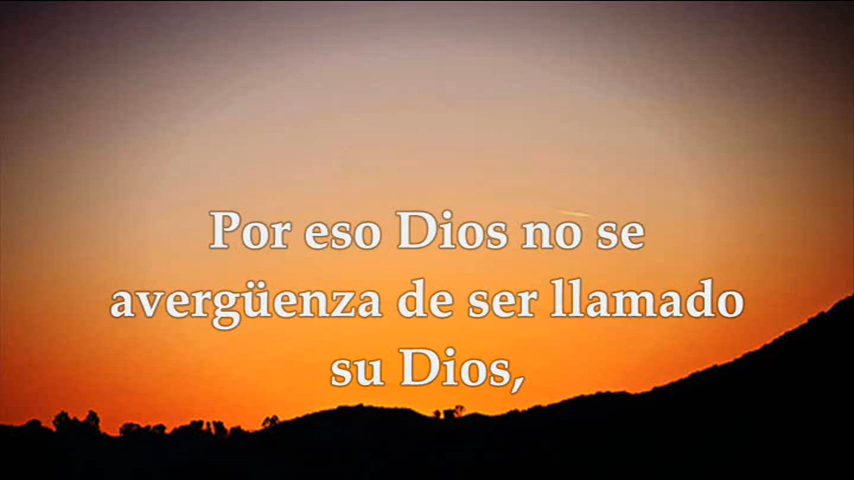 Por eso Dios no se
avergüenza de ser llamado
su Dios,